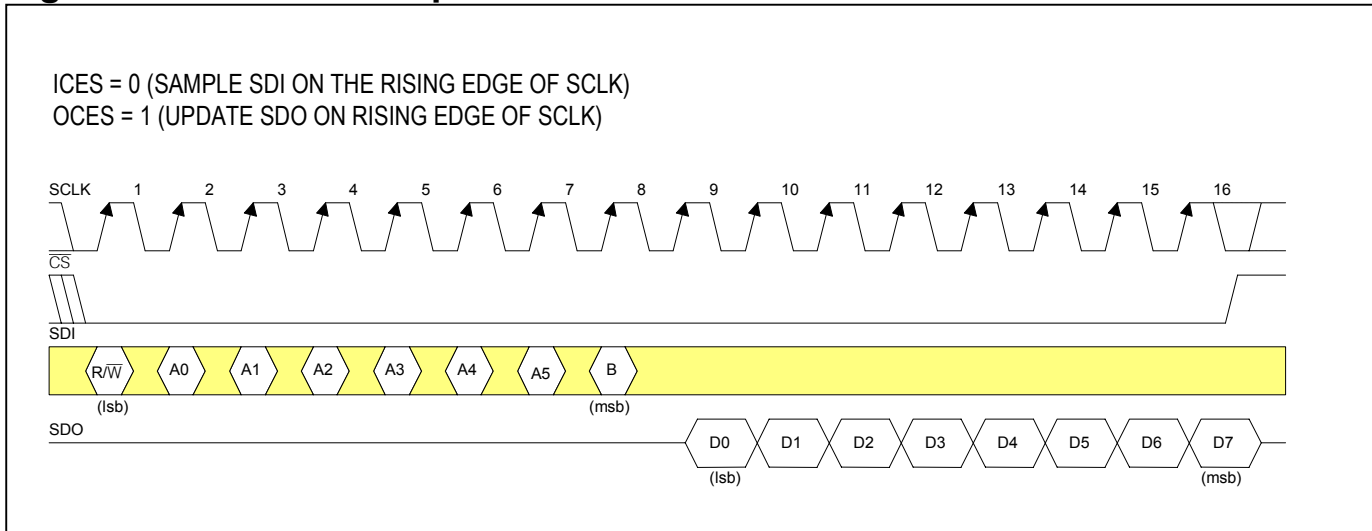 ICES = 0 (SAMPLE SDI ON THE RISING EDGE OF SCLK)
OCES = 1 (UPDATE SDO ON RISING EDGE OF SCLK)
SCLK 1 2 3 4 5 6 7 8 9 10 11 12 13 14 15 16
C̅S̅
SDI
R/W̅ A0 A1 A2 A3 A4 A5 B
(lsb) (msb)
SDO
D0 D1 D2 D3 D4 D5 D6 D7
(lsb) (msb)